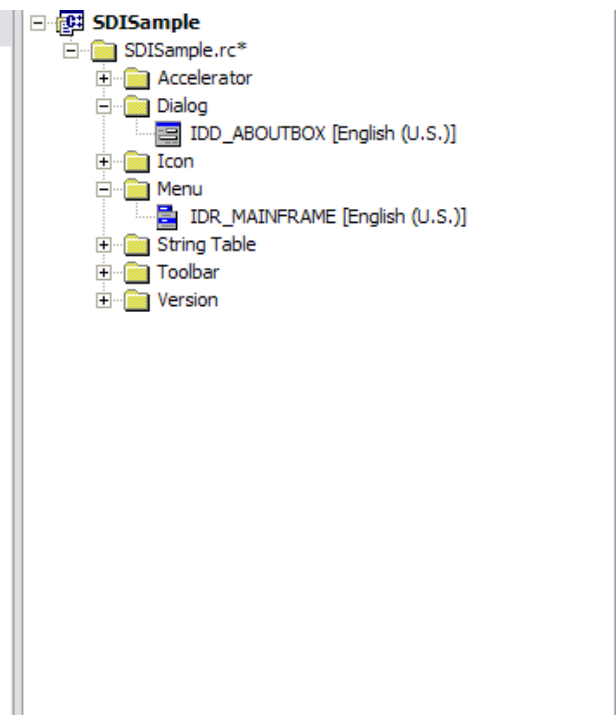 SDISample
SDISample.rc*
Accelerator
Dialog
IDD_ABOUTBOX [English (U.S.)]
Icon
Menu
IDR_MAINFRAME [English (U.S.)]
String Table
Toolbar
Version